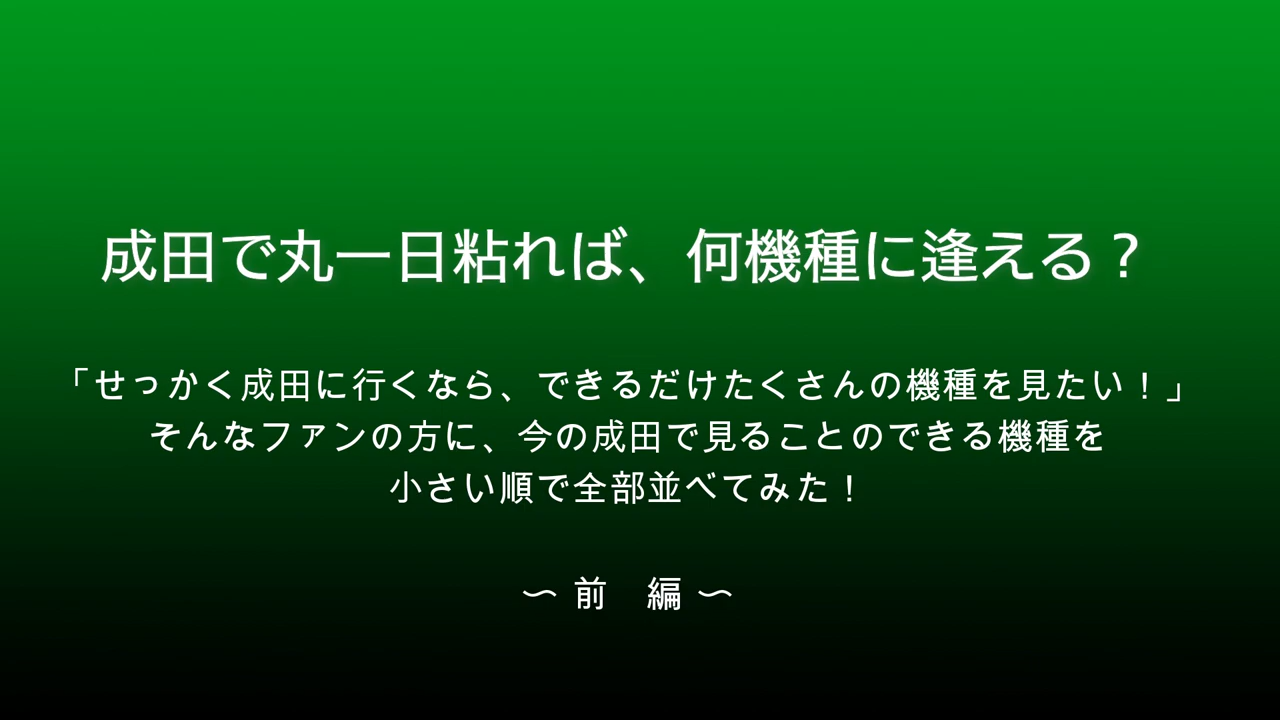 成田で丸一日粘れば、何機種に逢える？
「せっかく成田に行くなら、できるだけたくさんの機種を見たい！」
そんなファンの方に、今の成田で見ることのできる機種を
小さい順で全部並べてみた！
〜 前　編 〜